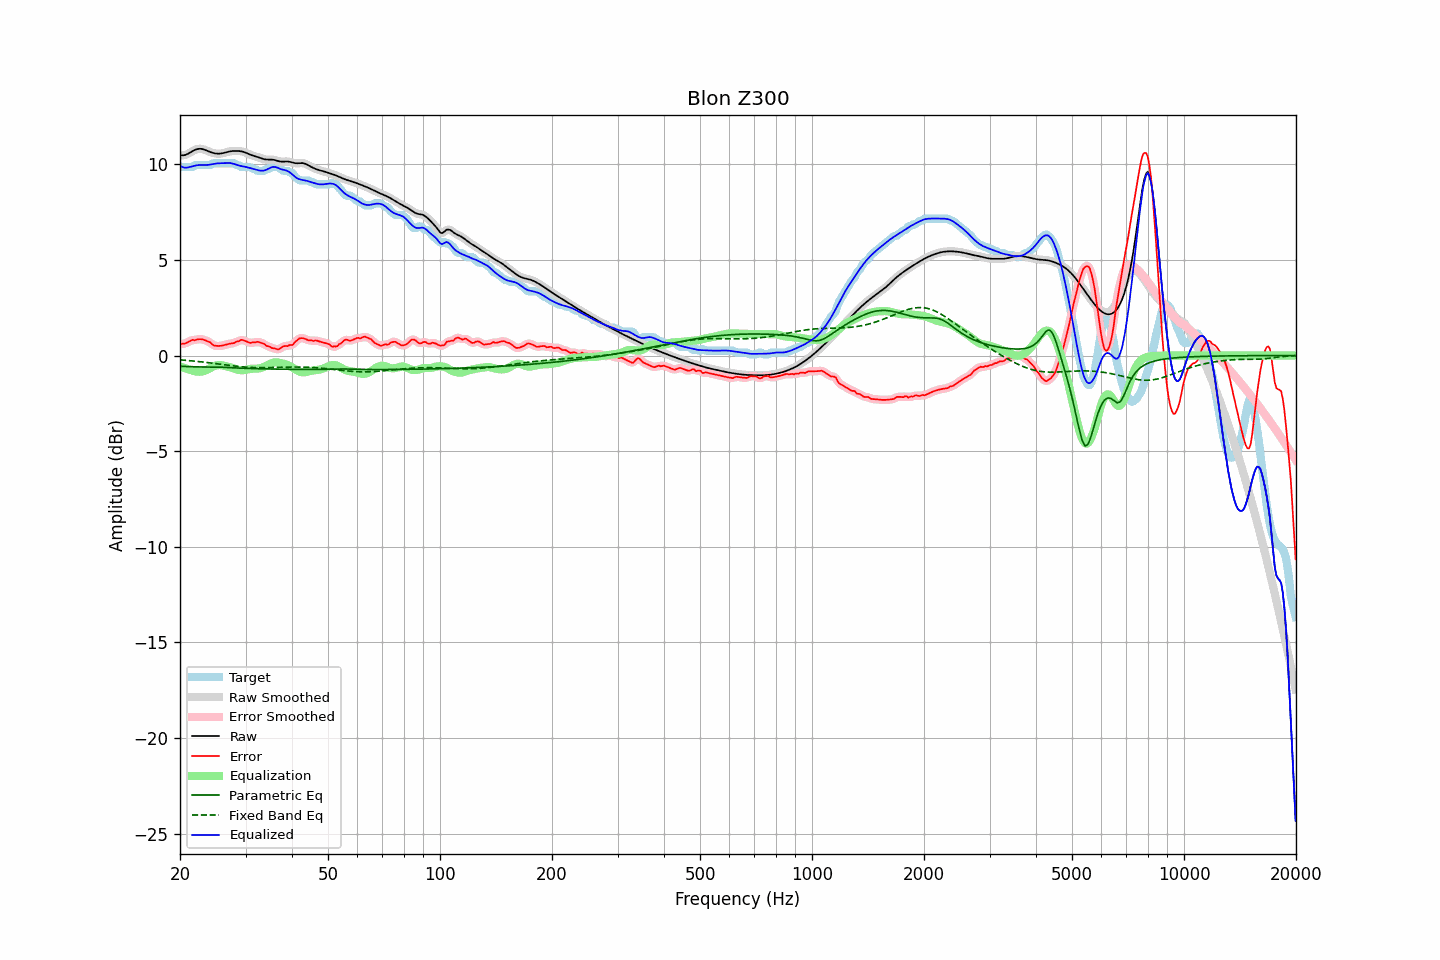 Blon Z300
Amplitude (dBr)
10
5
0
−5
−10
−15
−20
−25
Target
Raw Smoothed
Error Smoothed
Raw
Error
Equalization
Parametric Eq
Fixed Band Eq
Equalized
20 50 100 200 500 1000 2000 5000 10000 20000
Frequency (Hz)